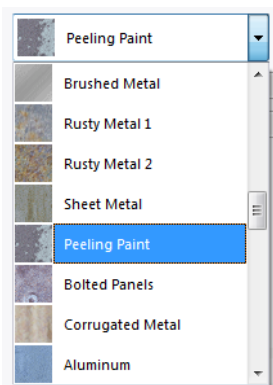 Peeling Paint
Brushed Metal
Rusty Metal 1
Rusty Metal 2
Sheet Metal
Peeling Paint
Bolted Panels
Corrugated Metal
Aluminum